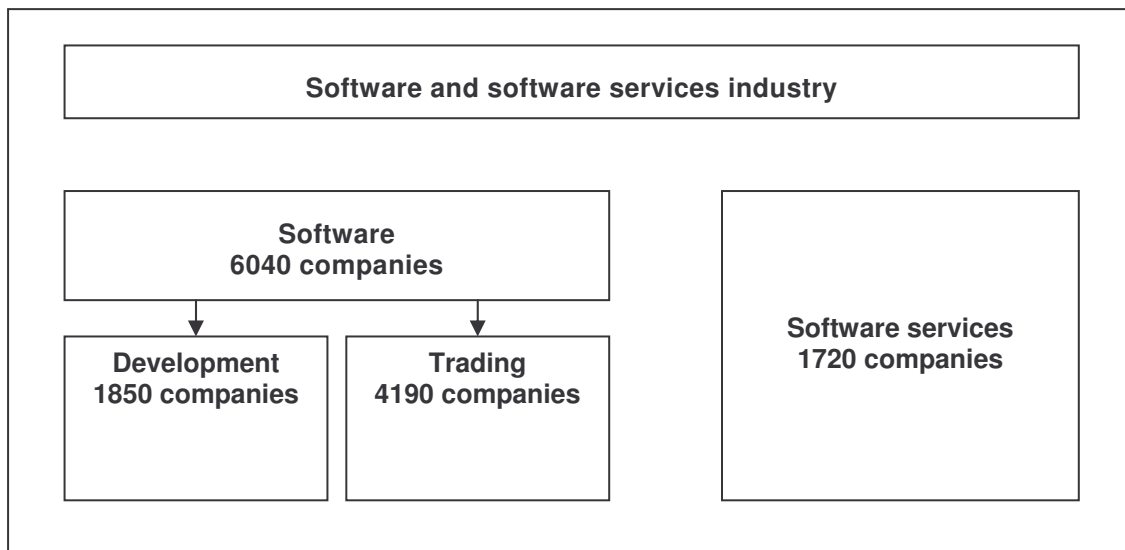 Software and software services industry
Software
6040 companies
Development
1850 companies
Trading
4190 companies
Software services
1720 companies